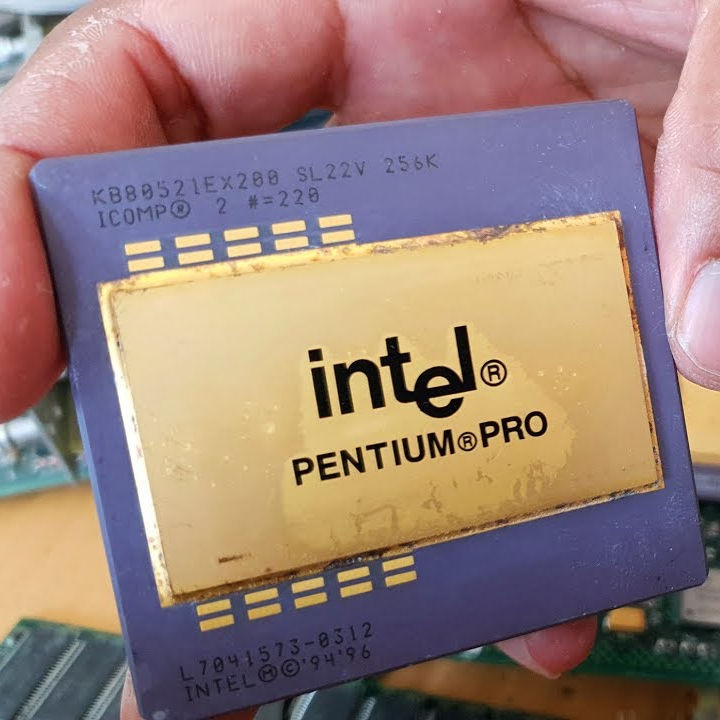 KB80521EX200 SL22V 256K
ICOMP® 2 #=220
intel®
PENTIUM®PRO
L7041573-0312
INTEL Ⓜ©'94'96